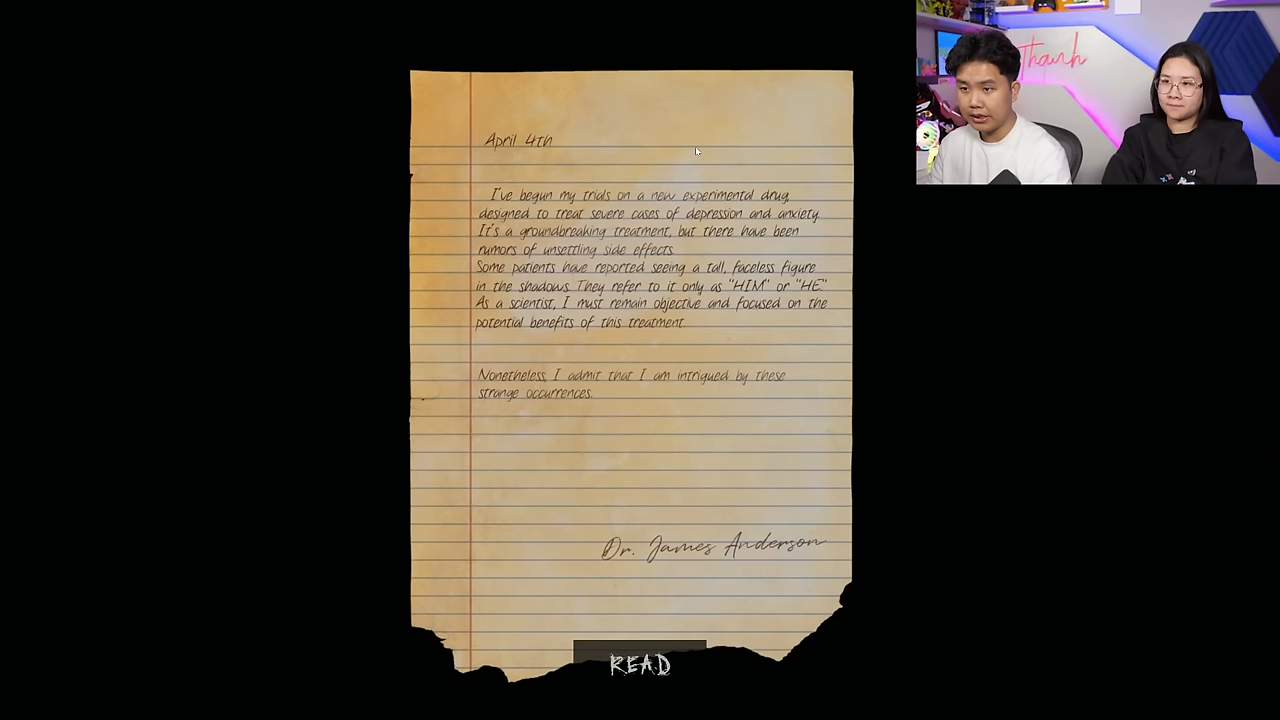 Thanh
April 4th
I've begun my trials on a new experimental drug,
designed to treat severe cases of depression and anxiety.
It's a groundbreaking treatment, but there have been
rumors of unsettling side effects.
Some patients have reported seeing a tall, faceless figure
in the shadows. They refer to it only as "HIM" or "HE."
As a scientist, I must remain objective and focused on the
potential benefits of this treatment.
Nonetheless, I admit that I am intrigued by these
strange occurrences.
Dr. James Anderson
READ